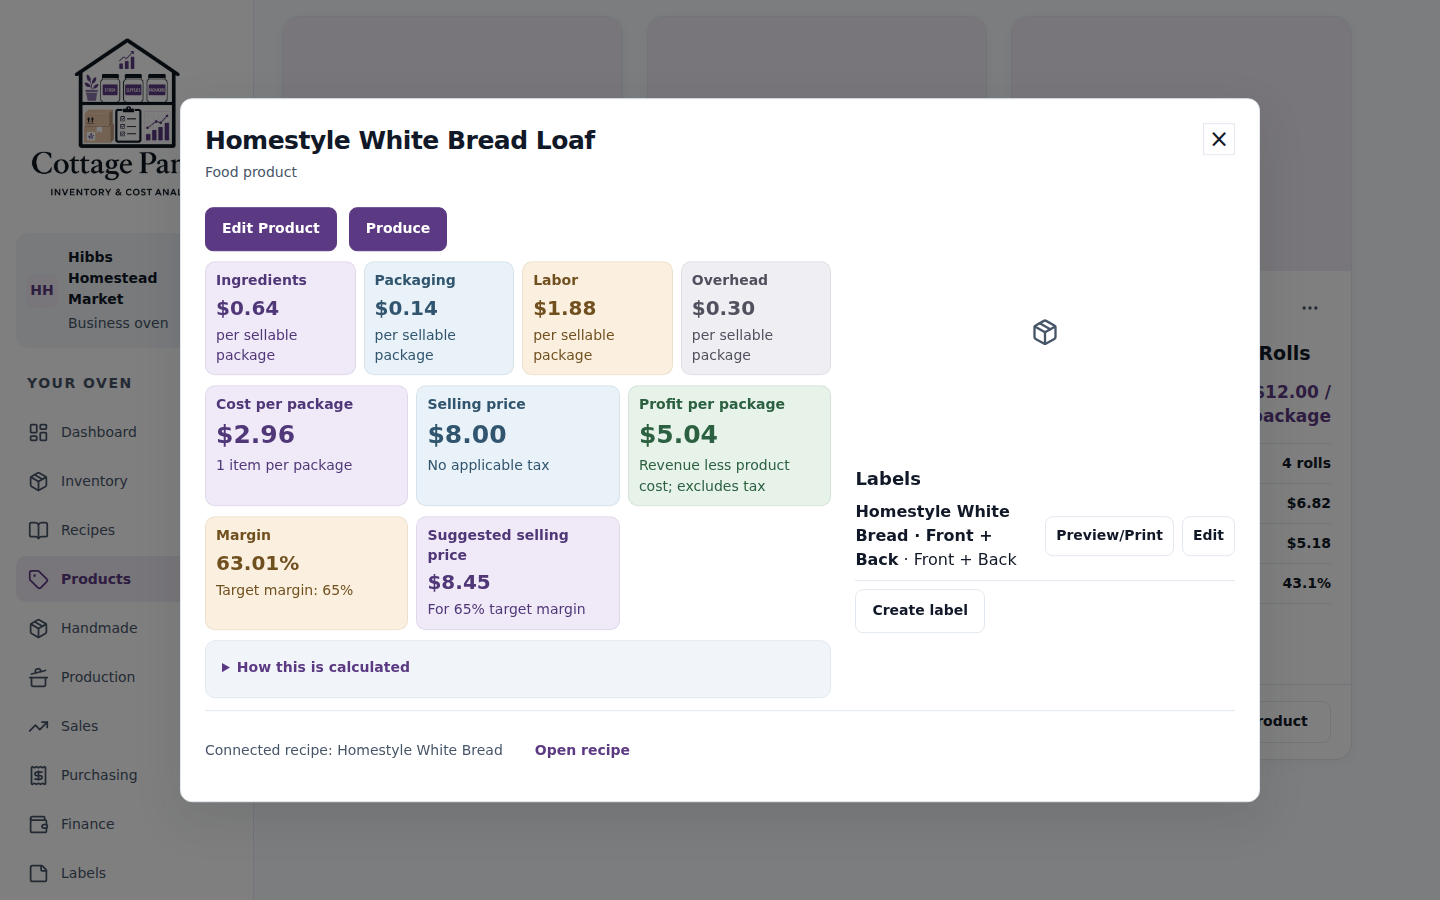 Cottage Pan
INVENTORY & COST ANAL
HH
Hibbs
Homestead
Market
Business oven
YOUR OVEN
Dashboard
Inventory
Recipes
Products
Handmade
Production
Sales
Purchasing
Finance
Labels
Homestyle White Bread Loaf
Food product
Edit Product
Produce
Ingredients
$0.64
per sellable
package
Packaging
$0.14
per sellable
package
Labor
$1.88
per sellable
package
Overhead
$0.30
per sellable
package
Cost per package
$2.96
1 item per package
Selling price
$8.00
No applicable tax
Profit per package
$5.04
Revenue less product
cost; excludes tax
Margin
63.01%
Target margin: 65%
Suggested selling
price
$8.45
For 65% target margin
How this is calculated
Labels
Homestyle White
Bread · Front +
Back · Front + Back
Preview/Print
Edit
Create label
Connected recipe: Homestyle White Bread
Open recipe
Rolls
$12.00 /
package
4 rolls
$6.82
$5.18
43.1%
roduct